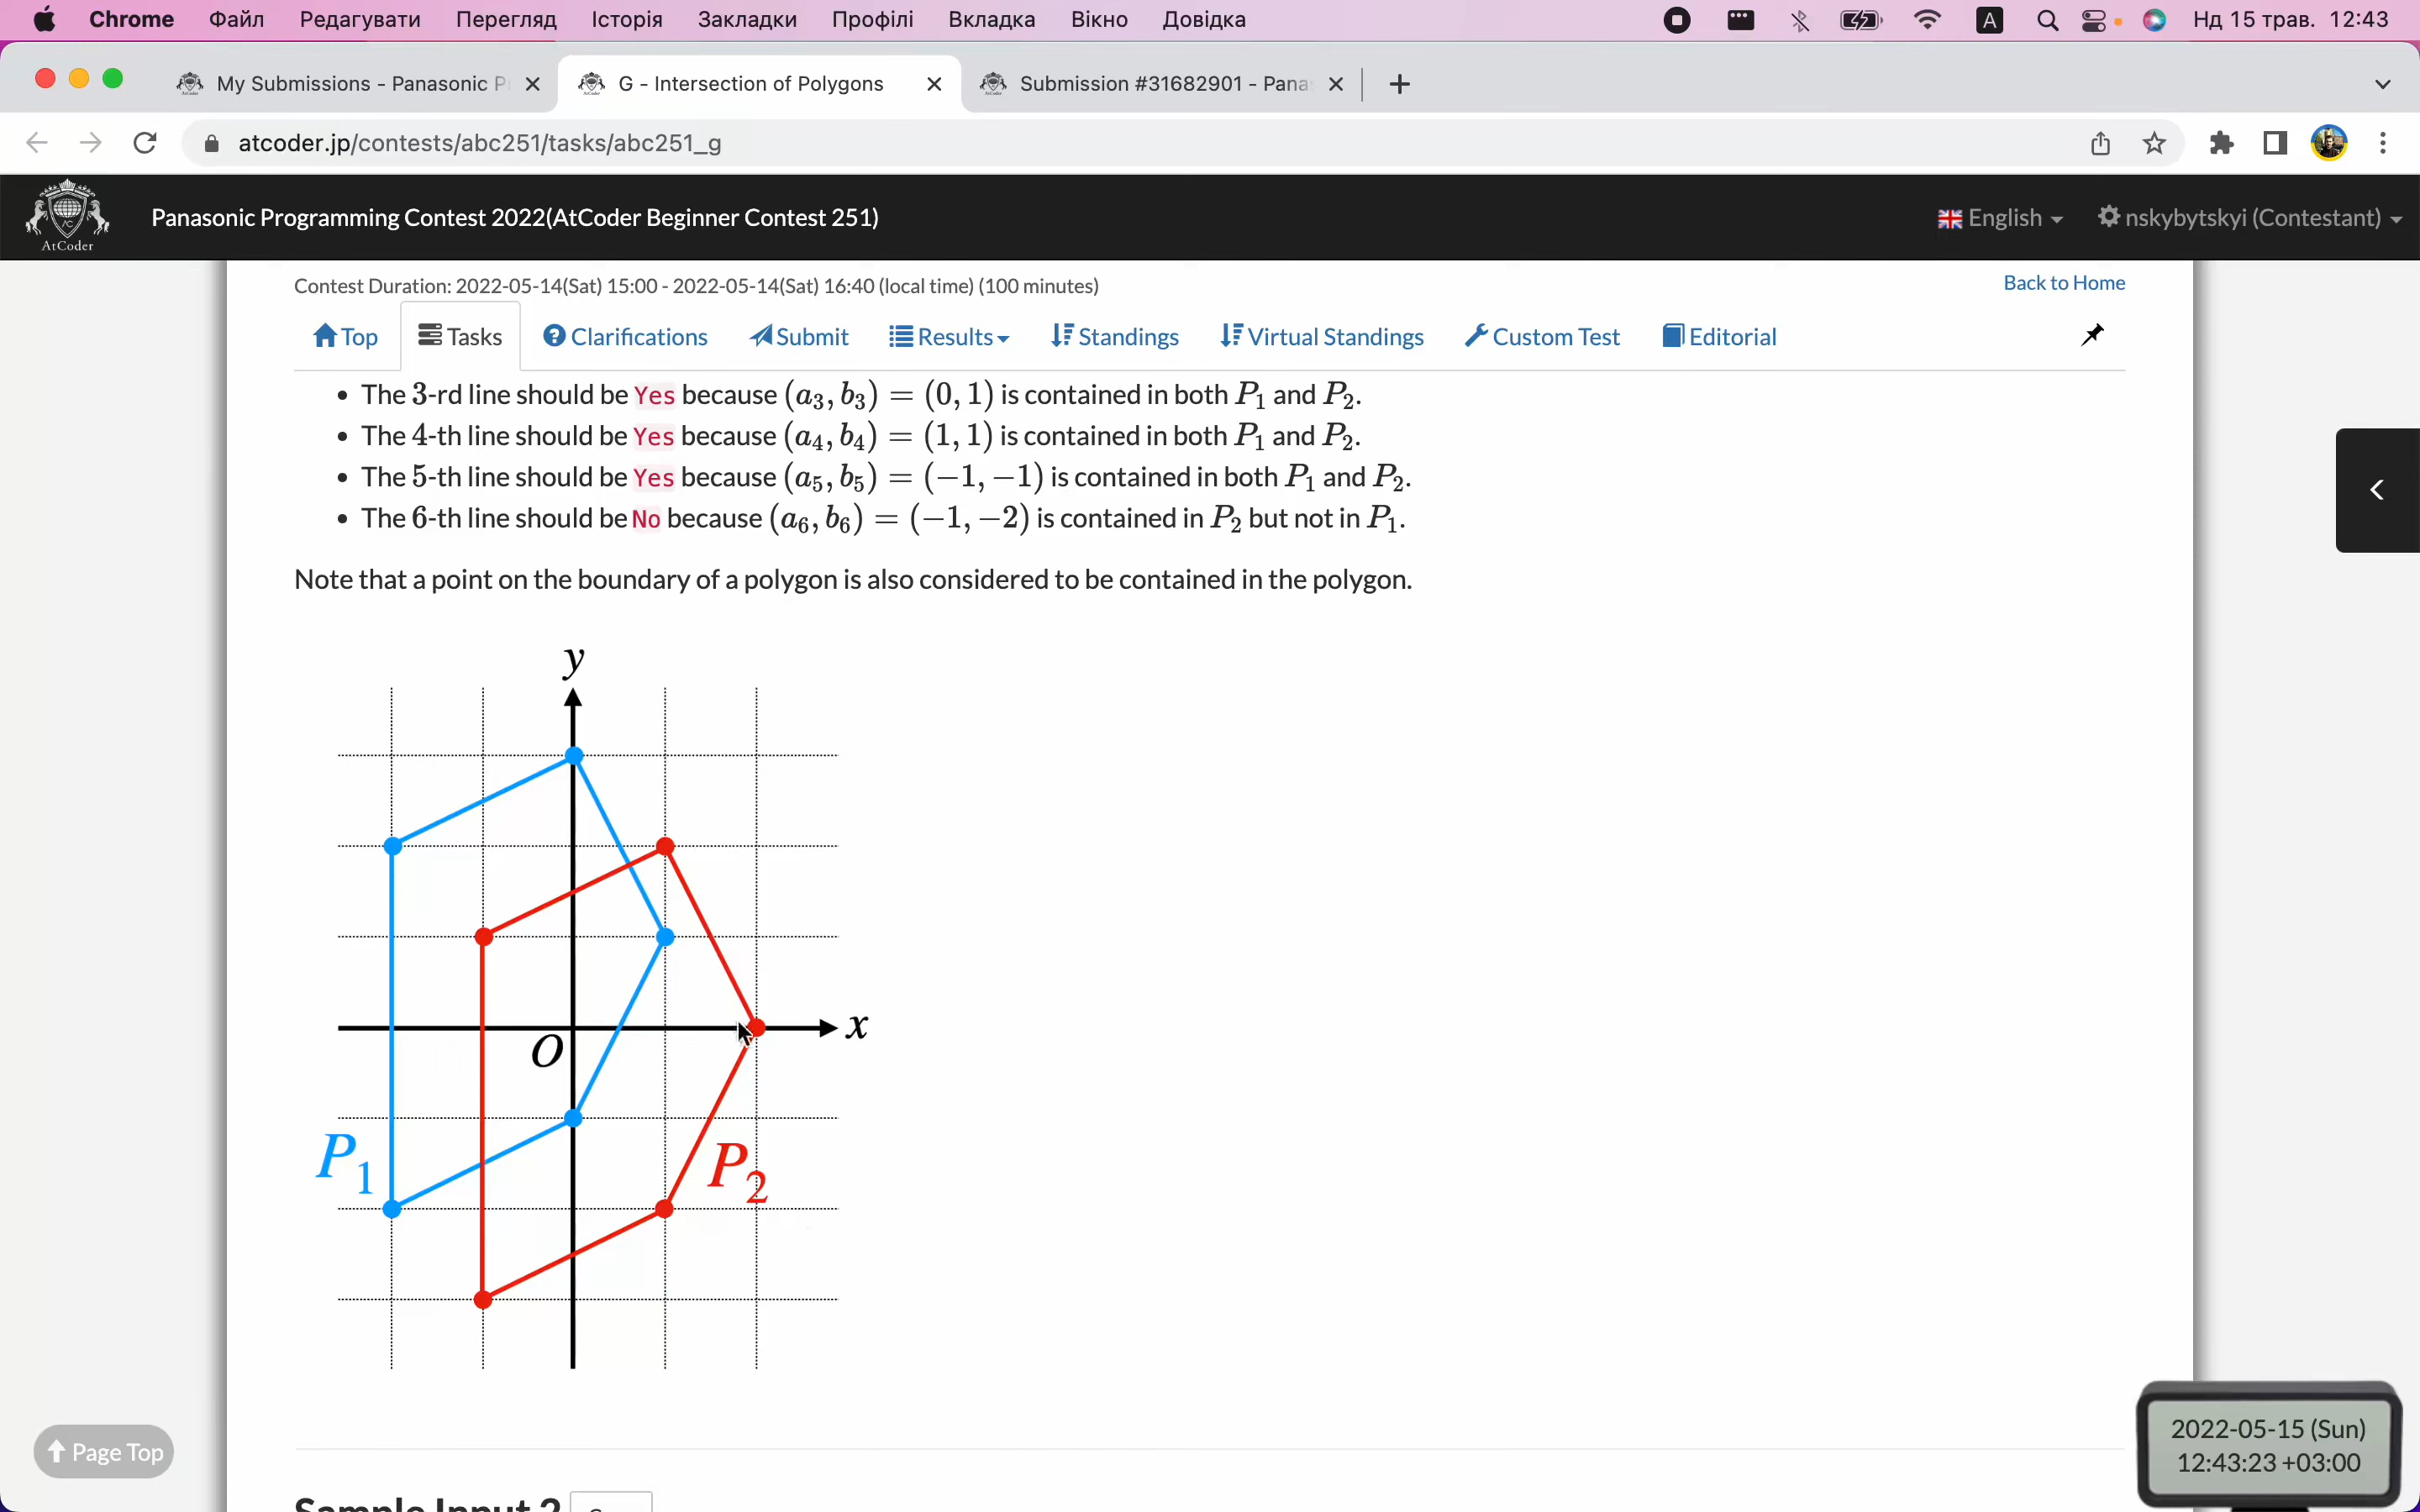 Chrome Файл Редагувати Перегляд Історія Закладки Профілі Вкладка Вікно Довідка A Нд 15 трав. 12:43
My Submissions - Panasonic P G - Intersection of Polygons Submission #31682901 - Pana
atcoder.jp/contests/abc251/tasks/abc251_g
AtCoder Panasonic Programming Contest 2022(AtCoder Beginner Contest 251) English nskybytskyi (Contestant)
Contest Duration: 2022-05-14(Sat) 15:00 - 2022-05-14(Sat) 16:40 (local time) (100 minutes) Back to Home
Top Tasks Clarifications Submit Results Standings Virtual Standings Custom Test Editorial
• The 3-rd line should be Yes because (a₃, b₃) = (0, 1) is contained in both P₁ and P₂.
• The 4-th line should be Yes because (a₄, b₄) = (1, 1) is contained in both P₁ and P₂.
• The 5-th line should be Yes because (a₅, b₅) = (−1, −1) is contained in both P₁ and P₂.
• The 6-th line should be No because (a₆, b₆) = (−1, −2) is contained in P₂ but not in P₁.
Note that a point on the boundary of a polygon is also considered to be contained in the polygon.
y
x
O
P₁
P₂
Page Top
2022-05-15 (Sun)
12:43:23 +03:00
Sample Input 2